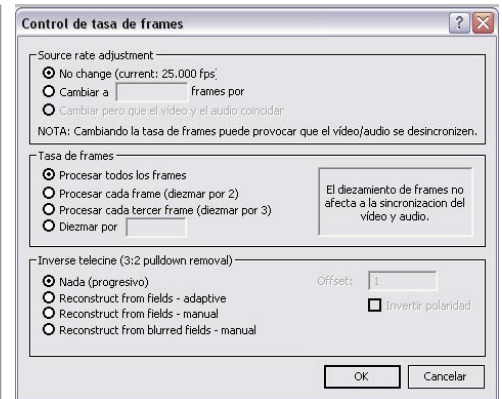 Control de tasa de frames
Source rate adjustment
No change (current: 25.000 fps)
Cambiar a frames por
Cambiar pero que el vídeo y el audio coincidan
NOTA: Cambiando la tasa de frames puede provocar que el vídeo/audio se desincronizen.
Tasa de frames
Procesar todos los frames
Procesar cada frame (diezmar por 2)
Procesar cada tercer frame (diezmar por 3)
Diezmar por
El diezamiento de frames no
afecta a la sincronizacion del
vídeo y audio.
Inverse telecine (3:2 pulldown removal)
Nada (progresivo)
Reconstruct from fields - adaptive
Reconstruct from fields - manual
Reconstruct from blurred fields - manual
Offset: 1
Invertir polaridad
OK Cancelar